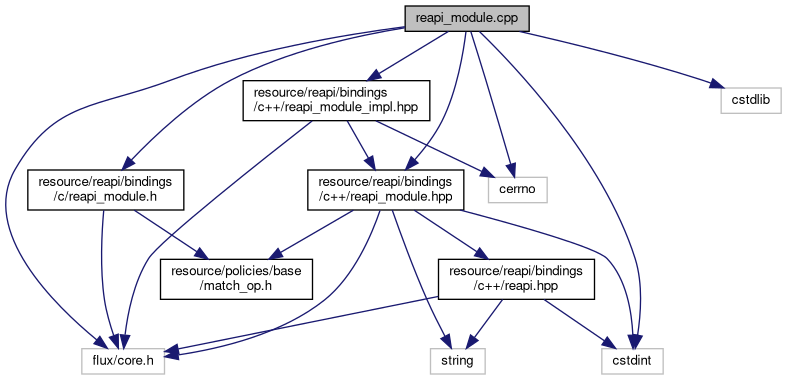 reapi_module.cpp
resource/reapi/bindings
/c++/reapi_module_impl.hpp
cstdlib
resource/reapi/bindings
/c/reapi_module.h
resource/reapi/bindings
/c++/reapi_module.hpp
cerrno
resource/policies/base
/match_op.h
resource/reapi/bindings
/c++/reapi.hpp
flux/core.h
string
cstdint